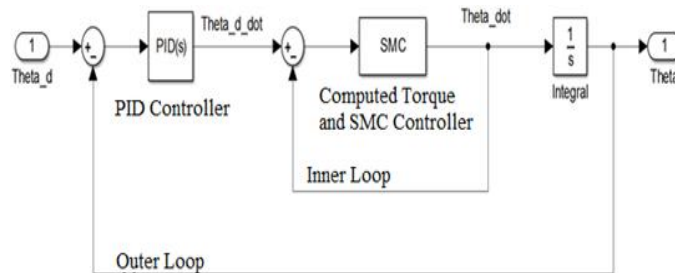 Theta_d_dot
Theta_dot
1
+
-
PID(s)
+
-
SMC
1
s
1
Theta_d
Integral
Theta
PID Controller
Computed Torque
and SMC Controller
Inner Loop
Outer Loop